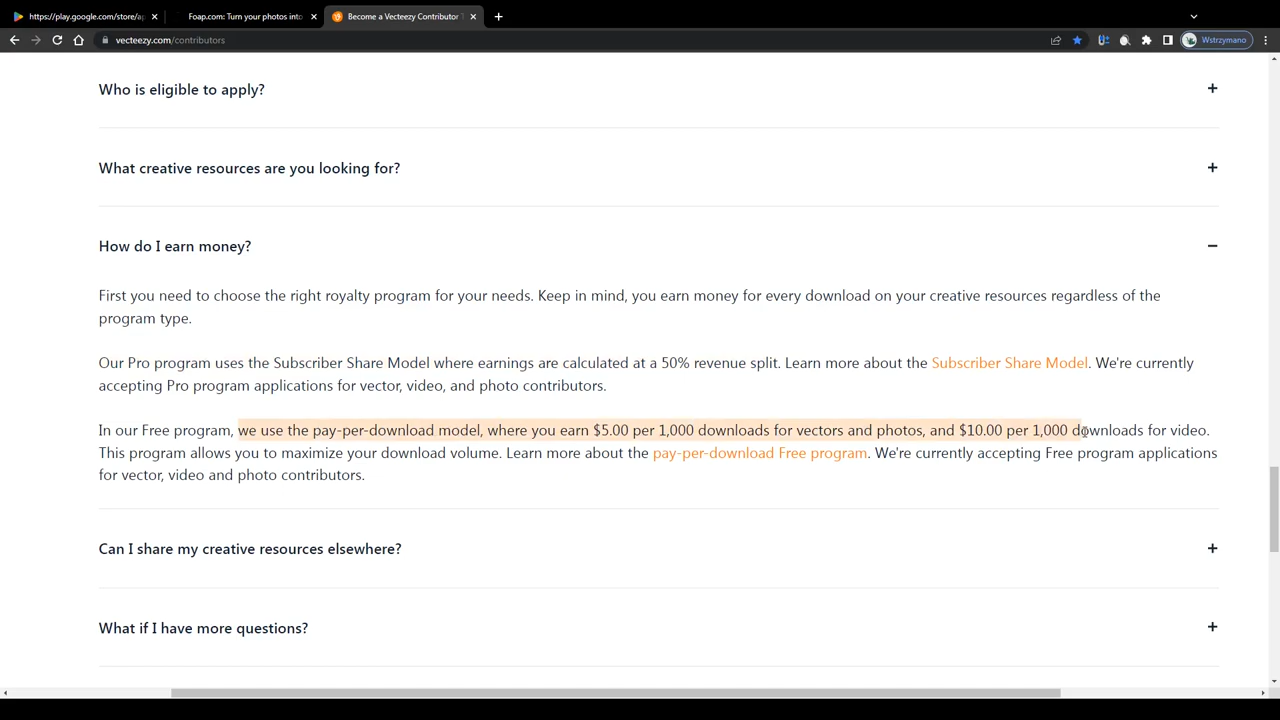 https://play.google.com/store/ap
Foap.com: Turn your photos into
Become a Vecteezy Contributor T
vecteezy.com/contributors
Wstrzymano
Who is eligible to apply?
What creative resources are you looking for?
How do I earn money?
First you need to choose the right royalty program for your needs. Keep in mind, you earn money for every download on your creative resources regardless of the
program type.
Our Pro program uses the Subscriber Share Model where earnings are calculated at a 50% revenue split. Learn more about the Subscriber Share Model. We're currently
accepting Pro program applications for vector, video, and photo contributors.
In our Free program, we use the pay-per-download model, where you earn $5.00 per 1,000 downloads for vectors and photos, and $10.00 per 1,000 downloads for video.
This program allows you to maximize your download volume. Learn more about the pay-per-download Free program. We're currently accepting Free program applications
for vector, video and photo contributors.
Can I share my creative resources elsewhere?
What if I have more questions?